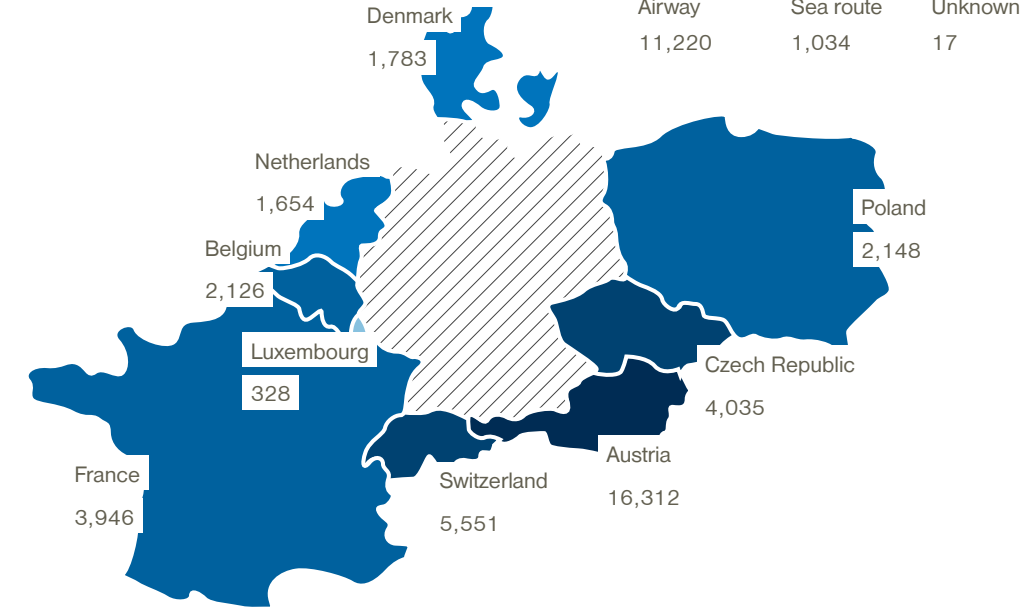 Denmark
1,783
Airway
11,220
Sea route
1,034
Unknown
17
Netherlands
1,654
Belgium
2,126
Poland
2,148
Luxembourg
328
Czech Republic
4,035
France
3,946
Switzerland
5,551
Austria
16,312